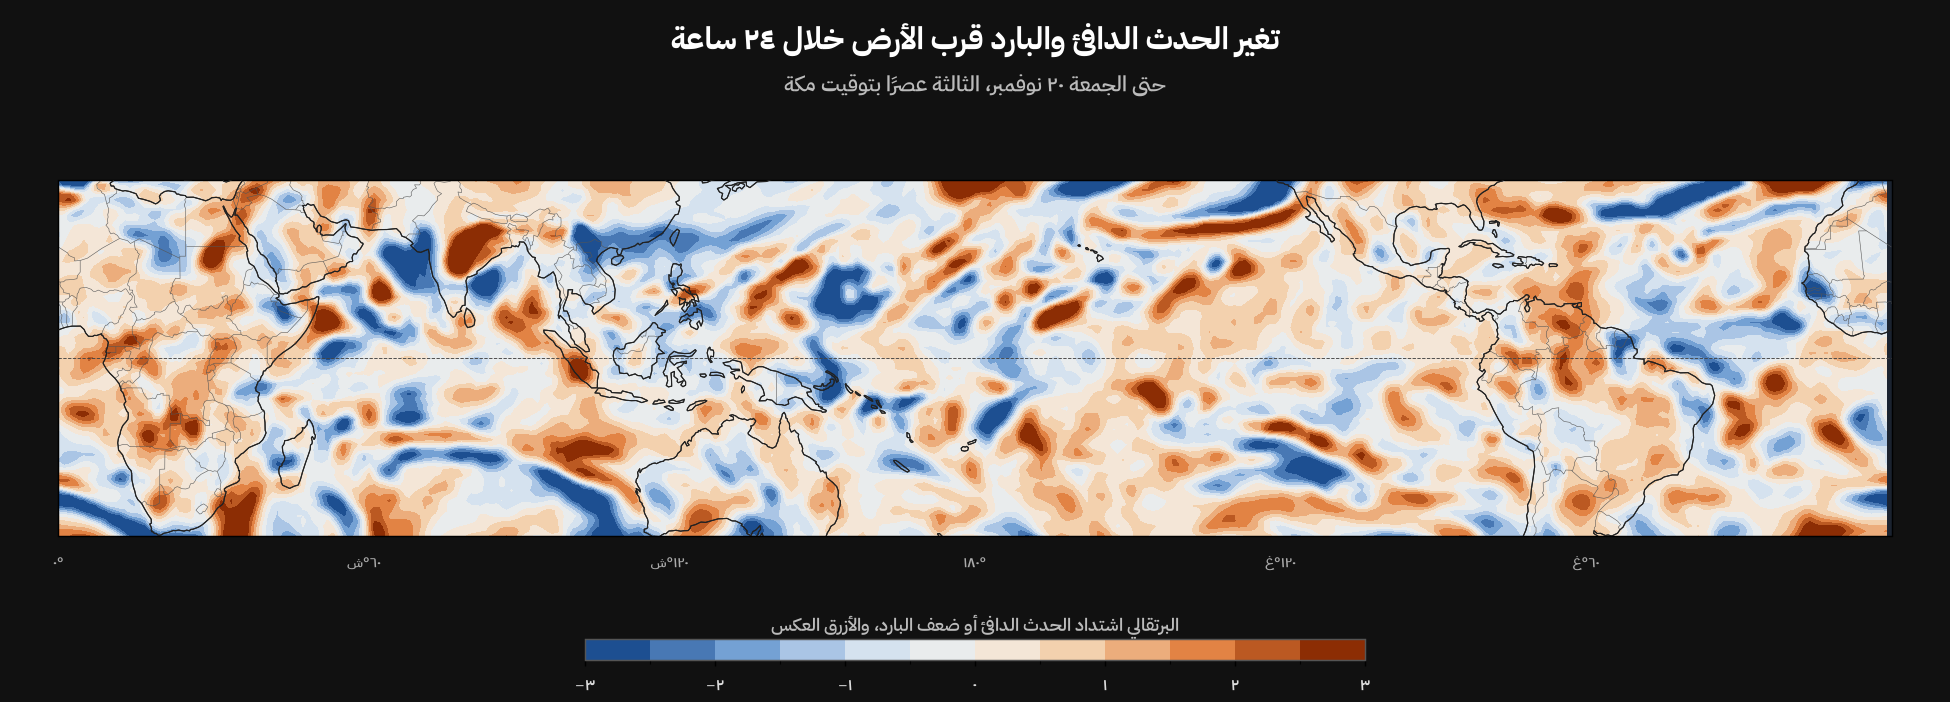 تغير الحدث الدافئ والبارد قرب الأرض خلال ٢٤ ساعة
حتى الجمعة ٢٠ نوفمبر، الثالثة عصرًا بتوقيت مكة
٠°
٦٠°ش
١٢٠°ش
١٨٠°
١٢٠°غ
٦٠°غ
البرتقالي اشتداد الحدث الدافئ أو ضعف البارد، والأزرق العكس
−٣
−٢
−١
٠
١
٢
٣